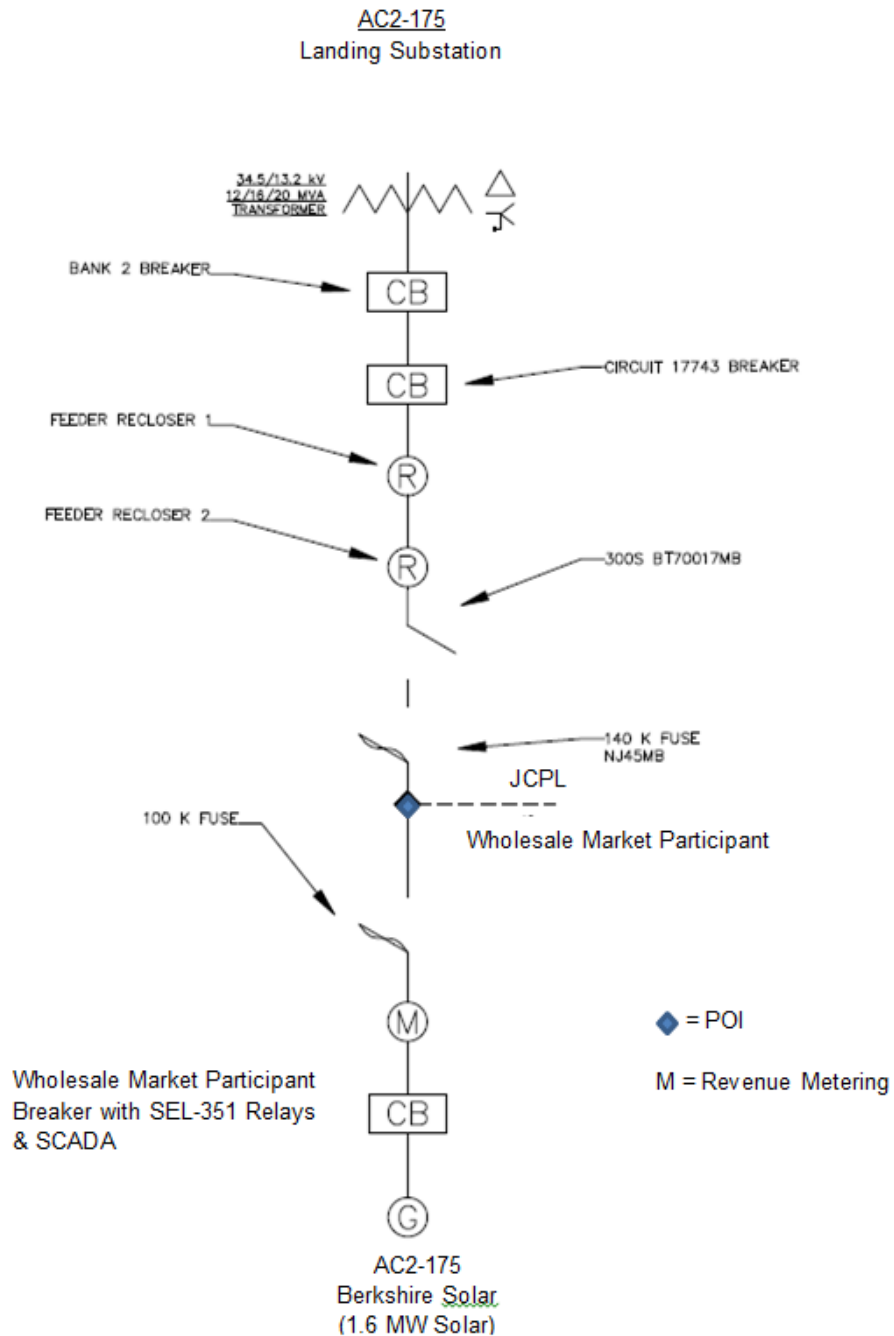 AC2-175
Landing Substation
34.5/13.2 kV
12/16/20 MVA
TRANSFORMER
BANK 2 BREAKER
CB
CB
CIRCUIT 17743 BREAKER
FEEDER RECLOSER 1
R
FEEDER RECLOSER 2
R
300S BT70017MB
140 K FUSE
NJ45MB
JCPL
100 K FUSE
Wholesale Market Participant
M
= POI
M = Revenue Metering
Wholesale Market Participant
Breaker with SEL-351 Relays
& SCADA
CB
G
AC2-175
Berkshire Solar
(1.6 MW Solar)